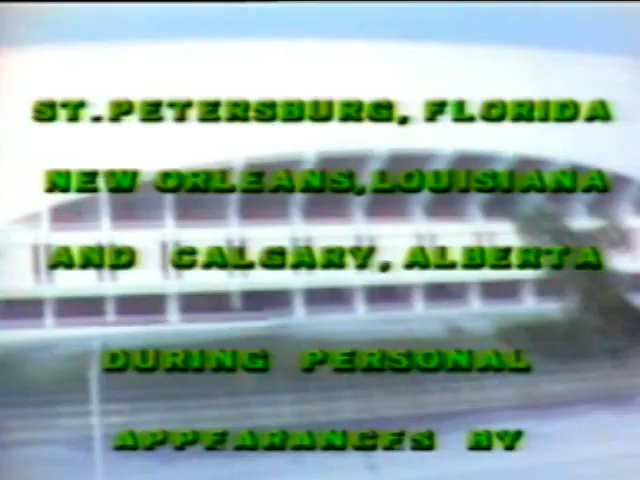 ST. PETERSBURG, FLORIDA
NEW ORLEANS, LOUISIANA
AND CALGARY, ALBERTA
DURING PERSONAL
APPEARANCES BY